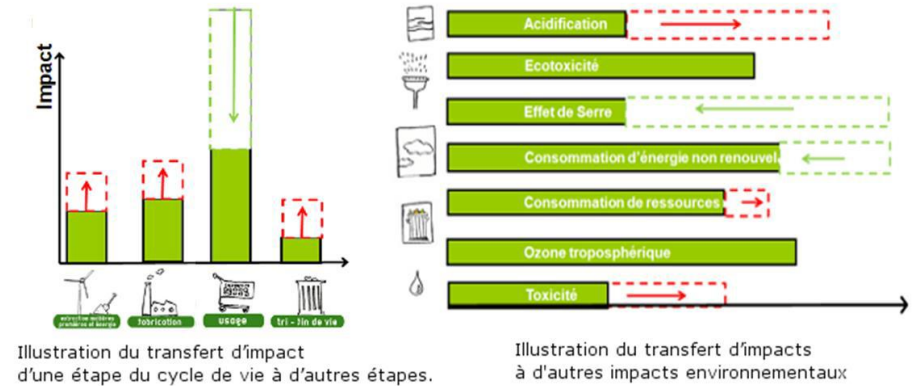 Impact
extraction matières
premières et énergie
fabrication
usage
tri - fin de vie
Illustration du transfert d'impact
d'une étape du cycle de vie à d'autres étapes.
Acidification
Ecotoxicité
Effet de Serre
Consommation d'énergie non renouvel
Consommation de ressources
Ozone troposphérique
Toxicité
Illustration du transfert d'impacts
à d'autres impacts environnementaux